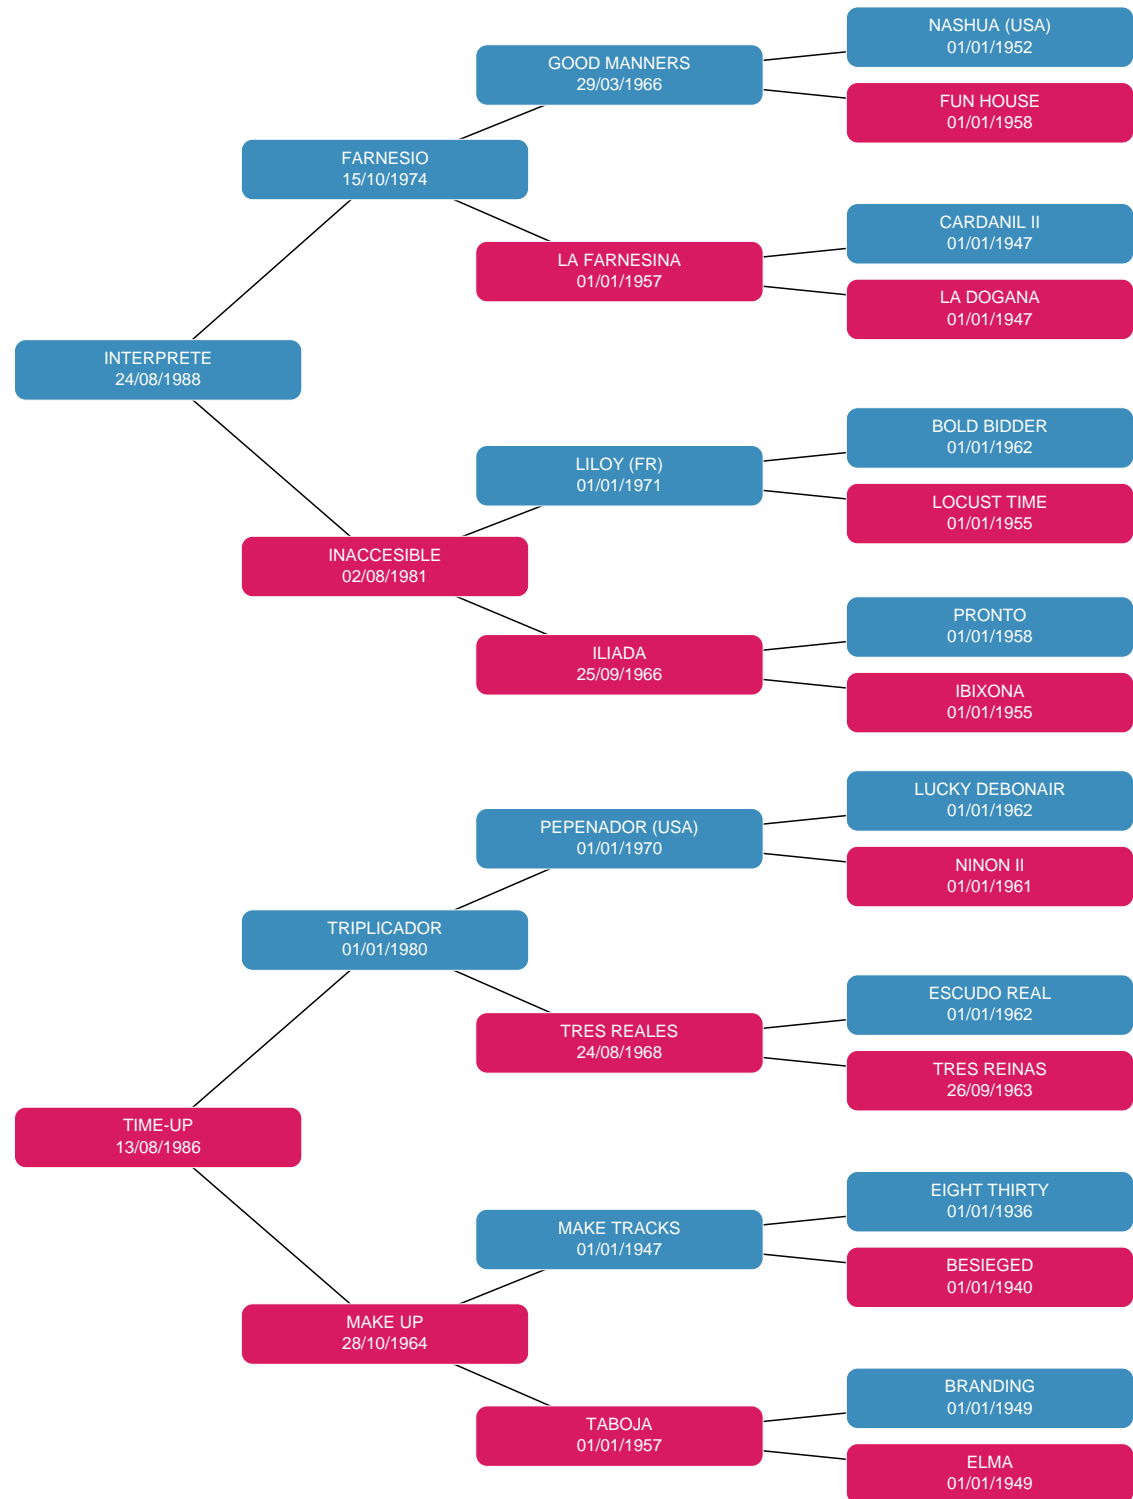 NASHUA (USA)
01/01/1952
GOOD MANNERS
29/03/1966
FUN HOUSE
01/01/1958
FARNESIO
15/10/1974
CARDANIL II
01/01/1947
LA FARNESINA
01/01/1957
LA DOGANA
01/01/1947
INTERPRETE
24/08/1988
BOLD BIDDER
01/01/1962
LILOY (FR)
01/01/1971
LOCUST TIME
01/01/1955
INACCESIBLE
02/08/1981
PRONTO
01/01/1958
ILIADA
25/09/1966
IBIXONA
01/01/1955
LUCKY DEBONAIR
01/01/1962
PEPENADOR (USA)
01/01/1970
NINON II
01/01/1961
TRIPLICADOR
01/01/1980
ESCUDO REAL
01/01/1962
TRES REALES
24/08/1968
TRES REINAS
26/09/1963
TIME-UP
13/08/1986
EIGHT THIRTY
01/01/1936
MAKE TRACKS
01/01/1947
BESIEGED
01/01/1940
MAKE UP
28/10/1964
BRANDING
01/01/1949
TABOJA
01/01/1957
ELMA
01/01/1949